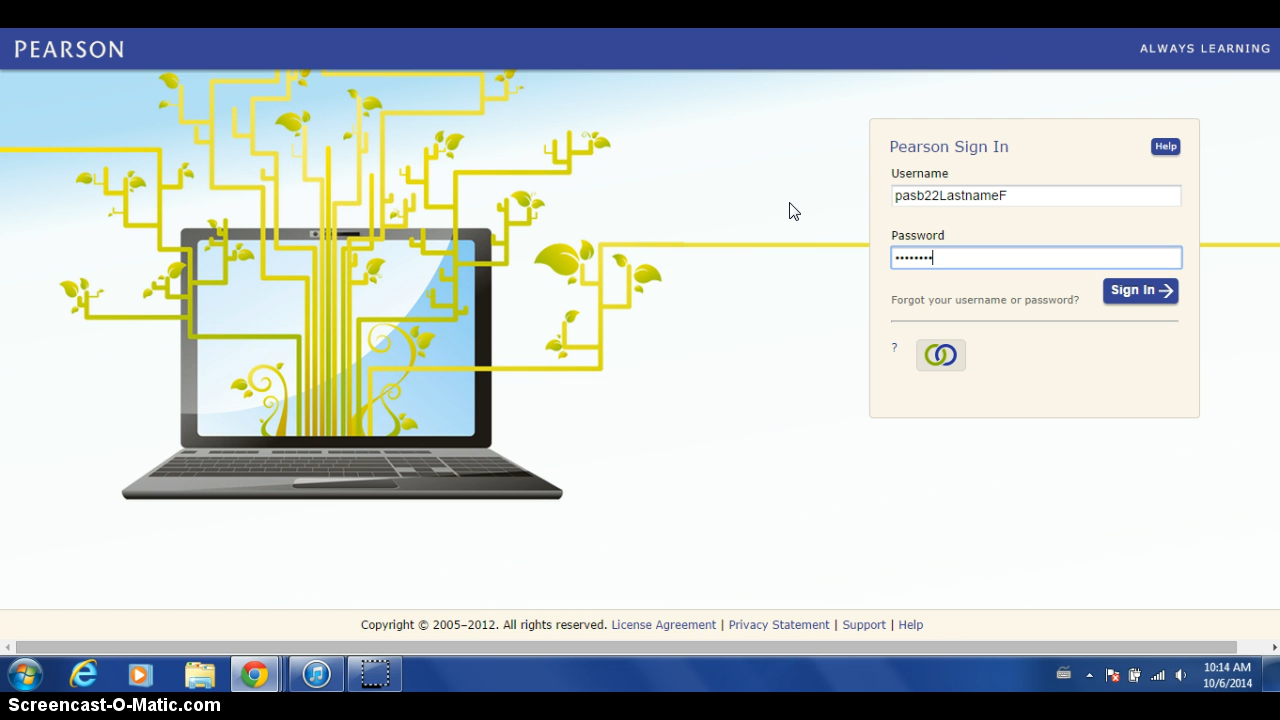 PEARSON
ALWAYS LEARNING
Pearson Sign In
Help
Username
pasb22LastnameF
Password
••••••••
Forgot your username or password?
Sign In
?
Copyright © 2005–2012. All rights reserved. License Agreement | Privacy Statement | Support | Help
10:14 AM
10/6/2014
Screencast-O-Matic.com